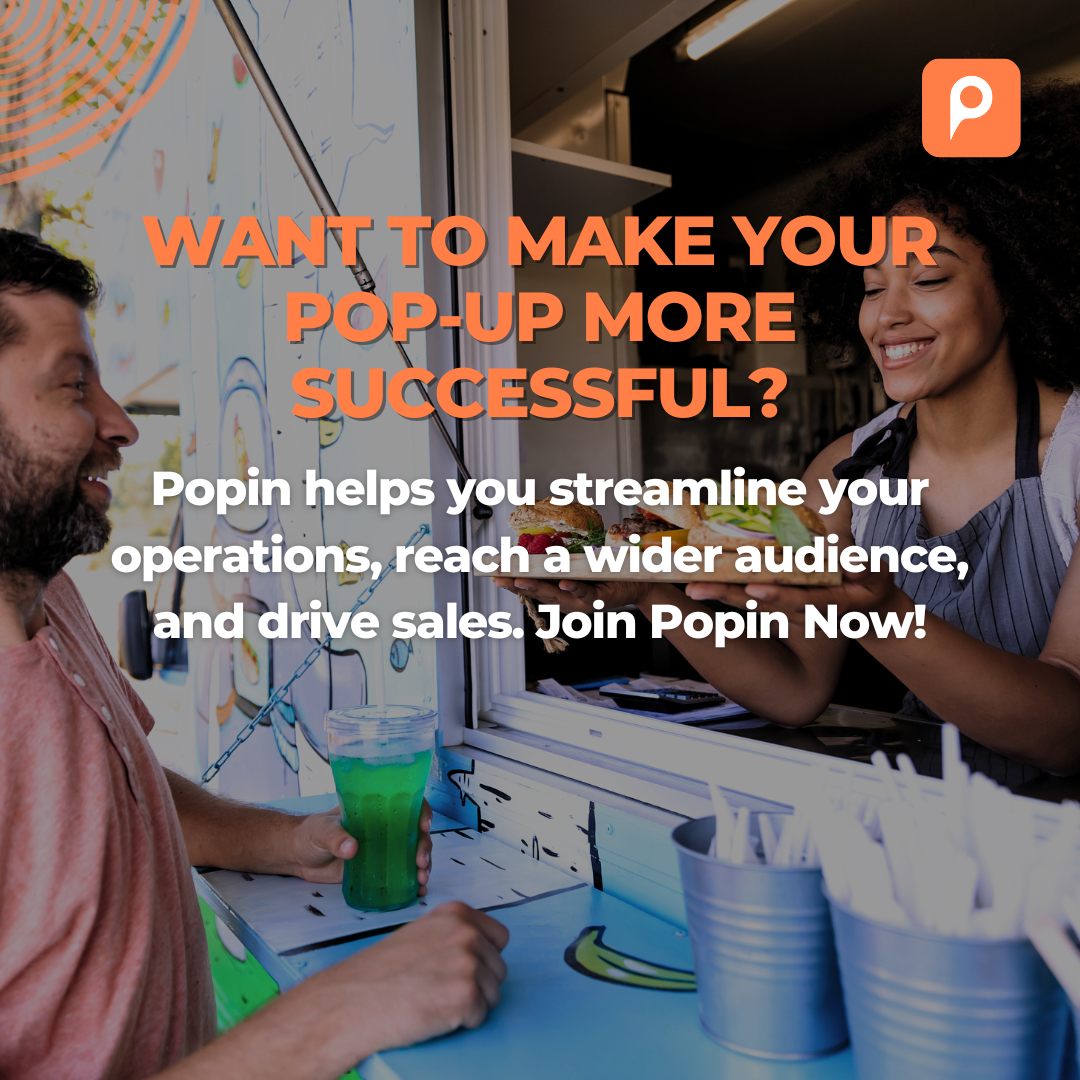 WANT TO MAKE YOUR
POP-UP MORE
SUCCESSFUL?
Popin helps you streamline your
operations, reach a wider audience,
and drive sales. Join Popin Now!